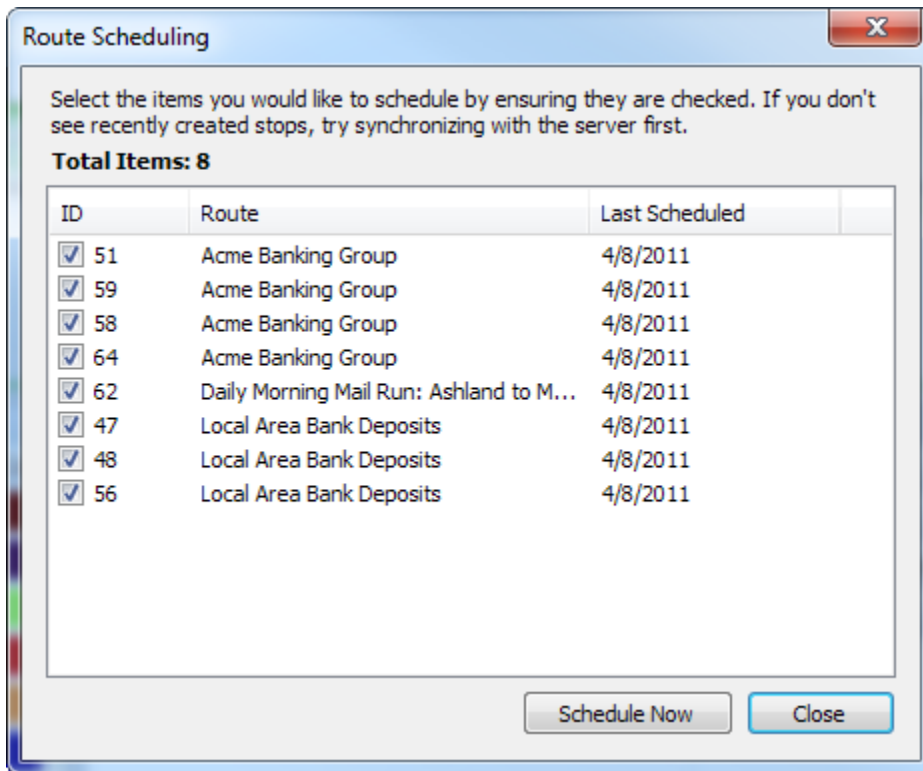 Route Scheduling
Select the items you would like to schedule by ensuring they are checked. If you don't
see recently created stops, try synchronizing with the server first.
Total Items: 8
ID Route Last Scheduled
51 Acme Banking Group 4/8/2011
59 Acme Banking Group 4/8/2011
58 Acme Banking Group 4/8/2011
64 Acme Banking Group 4/8/2011
62 Daily Morning Mail Run: Ashland to M... 4/8/2011
47 Local Area Bank Deposits 4/8/2011
48 Local Area Bank Deposits 4/8/2011
56 Local Area Bank Deposits 4/8/2011
Schedule Now Close